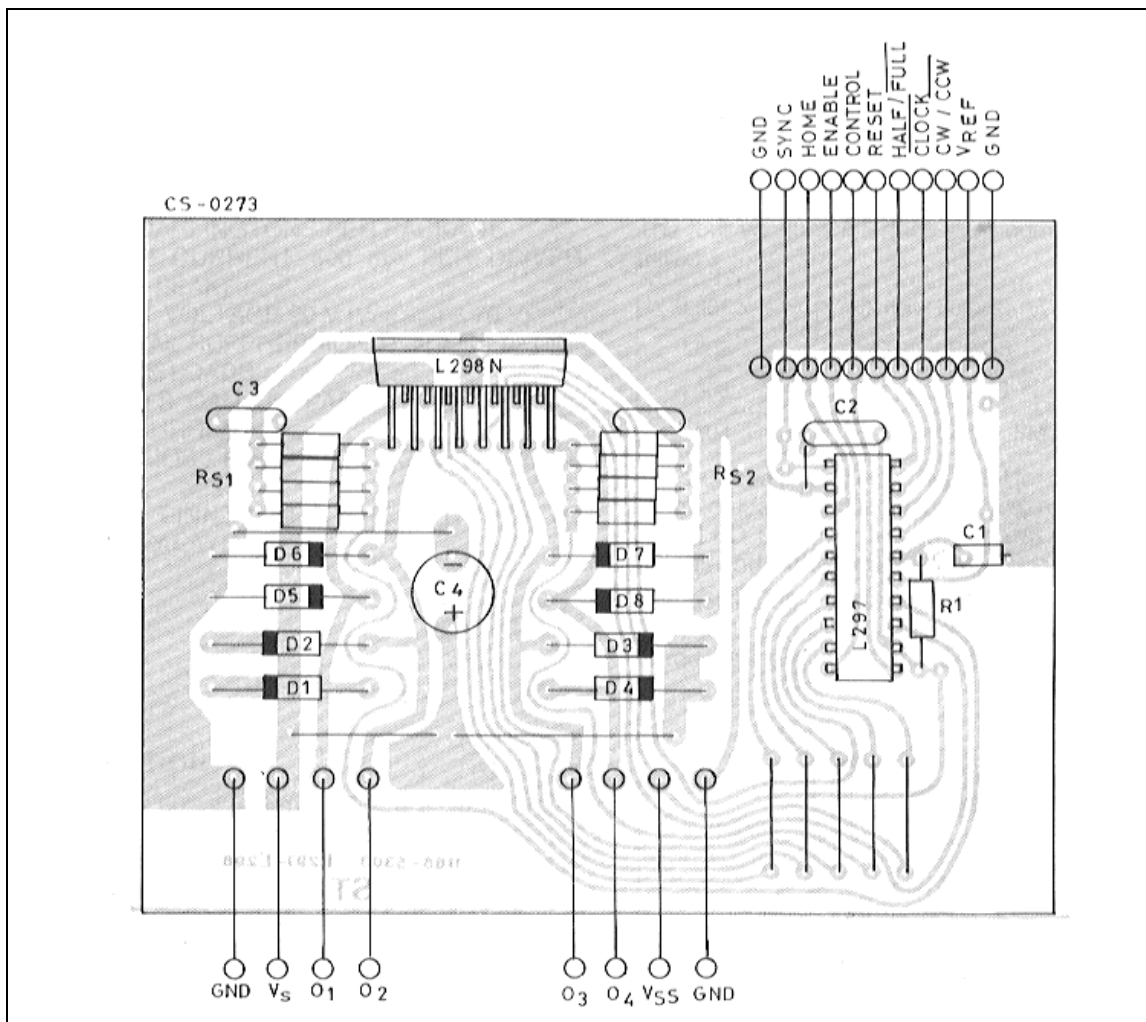 GND
SYNC
HOME
ENABLE
CONTROL
RESET
HALF/FULL
CLOCK
CW / CCW
VREF
GND
CS-0273
L298N
C3
C2
RS1
RS2
C1
D6
D7
C4
D5
D8
R1
L297
D2
D3
D1
D4
ST
GND
VS
O1
O2
O3
O4
VSS
GND